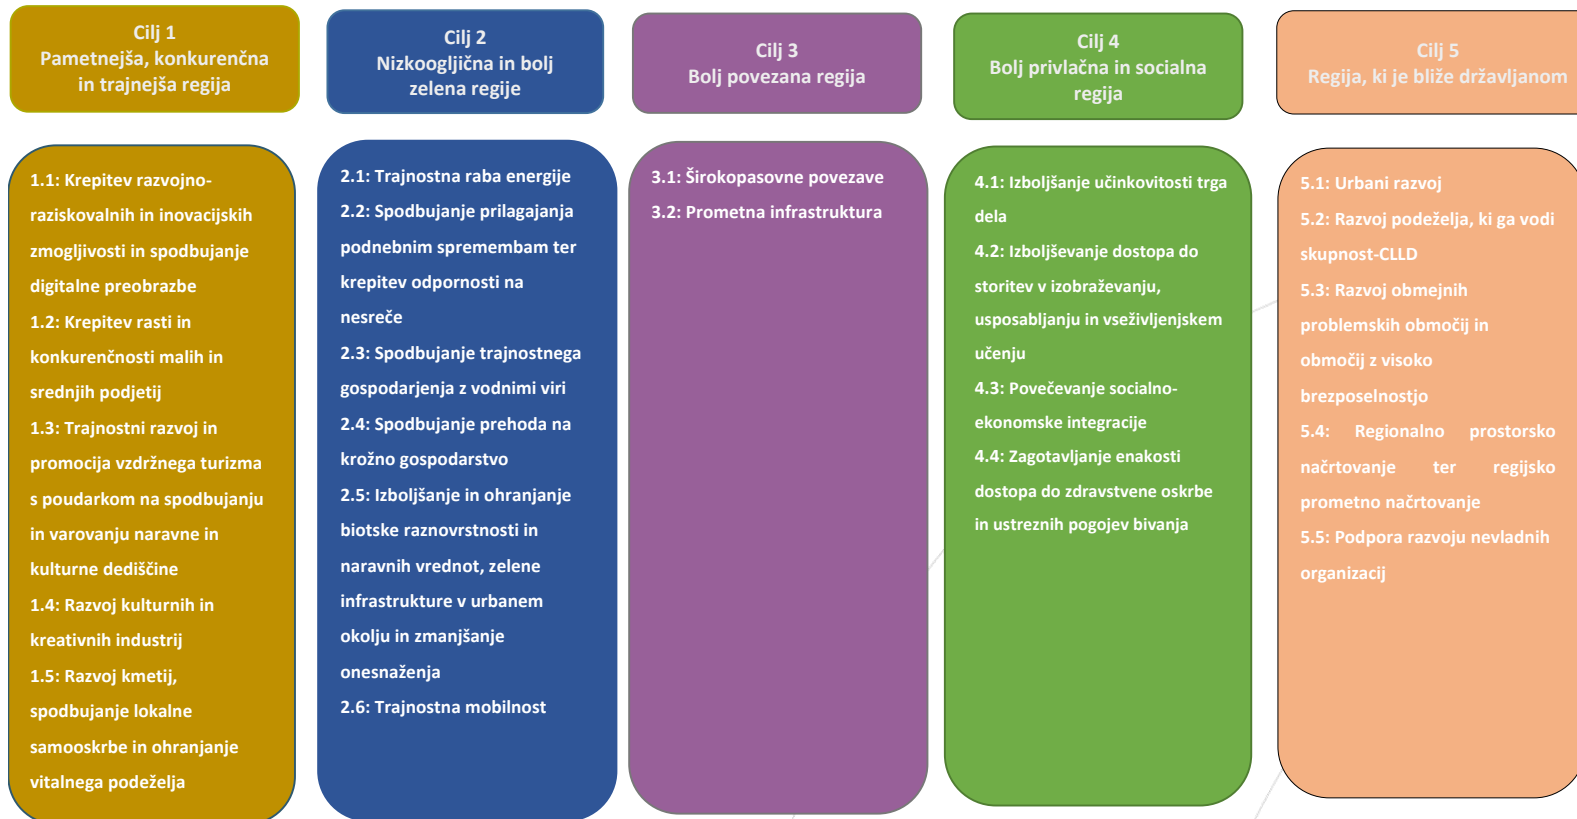 Cilj 1
Pametnejša, konkurenčna
in trajnejša regija
Cilj 2
Nizkoogljična in bolj
zelena regije
Cilj 3
Bolj povezana regija
Cilj 4
Bolj privlačna in socialna
regija
Cilj 5
Regija, ki je bliže državljanom
1.1: Krepitev razvojno-
raziskovalnih in inovacijskih
zmogljivosti in spodbujanje
digitalne preobrazbe
1.2: Krepitev rasti in
konkurenčnosti malih in
srednjih podjetij
1.3: Trajnostni razvoj in
promocija vzdržnega turizma
s poudarkom na spodbujanju
in varovanju naravne in
kulturne dediščine
1.4: Razvoj kulturnih in
kreativnih industrij
1.5: Razvoj kmetij,
spodbujanje lokalne
samooskrbe in ohranjanje
vitalnega podeželja
2.1: Trajnostna raba energije
2.2: Spodbujanje prilagajanja
podnebnim spremembam ter
krepitev odpornosti na
nesreče
2.3: Spodbujanje trajnostnega
gospodarjenja z vodnimi viri
2.4: Spodbujanje prehoda na
krožno gospodarstvo
2.5: Izboljšanje in ohranjanje
biotske raznovrstnosti in
naravnih vrednot, zelene
infrastrukture v urbanem
okolju in zmanjšanje
onesnaženja
2.6: Trajnostna mobilnost
3.1: Širokopasovne povezave
3.2: Prometna infrastruktura
4.1: Izboljšanje učinkovitosti trga
dela
4.2: Izboljševanje dostopa do
storitev v izobraževanju,
usposabljanju in vseživljenjskem
učenju
4.3: Povečevanje socialno-
ekonomske integracije
4.4: Zagotavljanje enakosti
dostopa do zdravstvene oskrbe
in ustreznih pogojev bivanja
5.1: Urbani razvoj
5.2: Razvoj podeželja, ki ga vodi
skupnost-CLLD
5.3: Razvoj obmejnih
problemskih območij in
območij z visoko
brezposelnostjo
5.4: Regionalno prostorsko
načrtovanje ter regijsko
prometno načrtovanje
5.5: Podpora razvoju nevladnih
organizacij